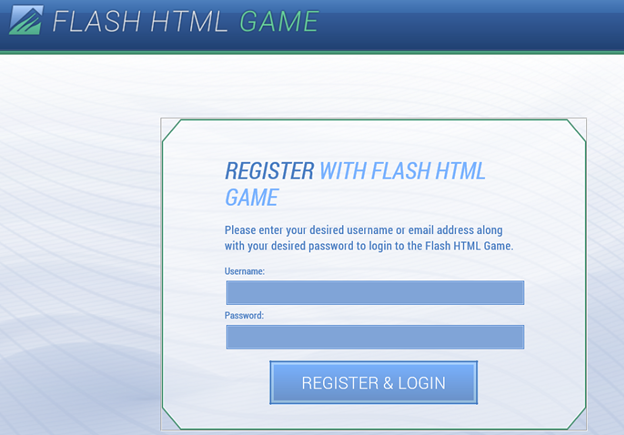 FLASH HTML GAME
REGISTER WITH FLASH HTML
GAME
Please enter your desired username or email address along
with your desired password to login to the Flash HTML Game.
Username:
Password:
REGISTER & LOGIN